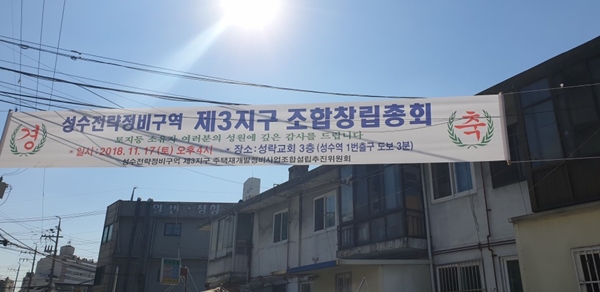 경 성수전략정비구역 제3지구 조합창립총회 축
토지등 소유자 여러분의 성원에 깊은 감사를 드립니다.
- 일시 : 2018. 11. 17(토) 오후4시 - 장소 : 성락교회 3층 (성수역 1번출구 도보 3분)
성수전략정비구역 제3지구 주택재개발정비사업조합설립추진위원회